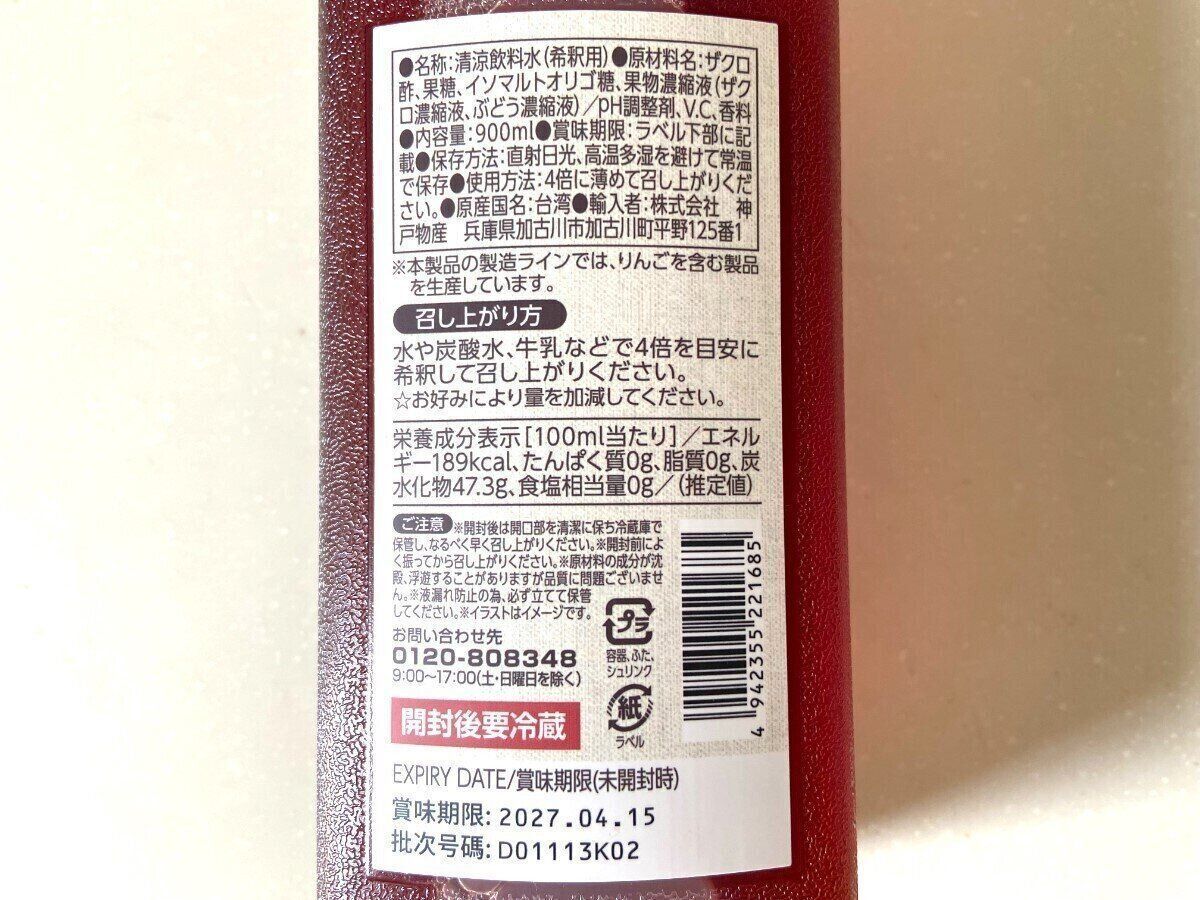 ●名称:清涼飲料水(希釈用)●原材料名:ザクロ
酢、果糖、イソマルトオリゴ糖、果物濃縮液(ザク
ロ濃縮液、ぶどう濃縮液)/pH調整剤、V.C、香料
●内容量:900ml●賞味期限:ラベル下部に記
載●保存方法:直射日光、高温多湿を避けて常温
で保存●使用方法:4倍に薄めて召し上がりくだ
さい。●原産国名:台湾●輸入者:株式会社 神
戸物産 兵庫県加古川市加古川町平野125番1
※本製品の製造ラインでは、りんごを含む製品
を生産しています。
召し上がり方
水や炭酸水、牛乳などで4倍を目安に
希釈して召し上がりください。
☆お好みにより量を加減してください。
栄養成分表示[100ml当たり]/エネル
ギー189kcal、たんぱく質0g、脂質0g、炭
水化物47.3g、食塩相当量0g/(推定値)
ご注意 ※開封後は開口部を清潔に保ち冷蔵庫で
保管し、なるべく早く召し上がりください。※開封前によ
く振ってから召し上がりください。※原材料の成分が沈
殿、浮遊することがありますが品質に問題ございませ
ん。※液漏れ防止の為、必ず立てて保管
してください。※イラストはイメージです。
お問い合わせ先
0120-808348
9:00~17:00(土・日曜日を除く)
プラ
容器、ふた、
シュリンク
紙
ラベル
4 942355 221685
開封後要冷蔵
EXPIRY DATE/賞味期限(未開封時)
賞味期限: 2027.04.15
批次号碼: D01113K02